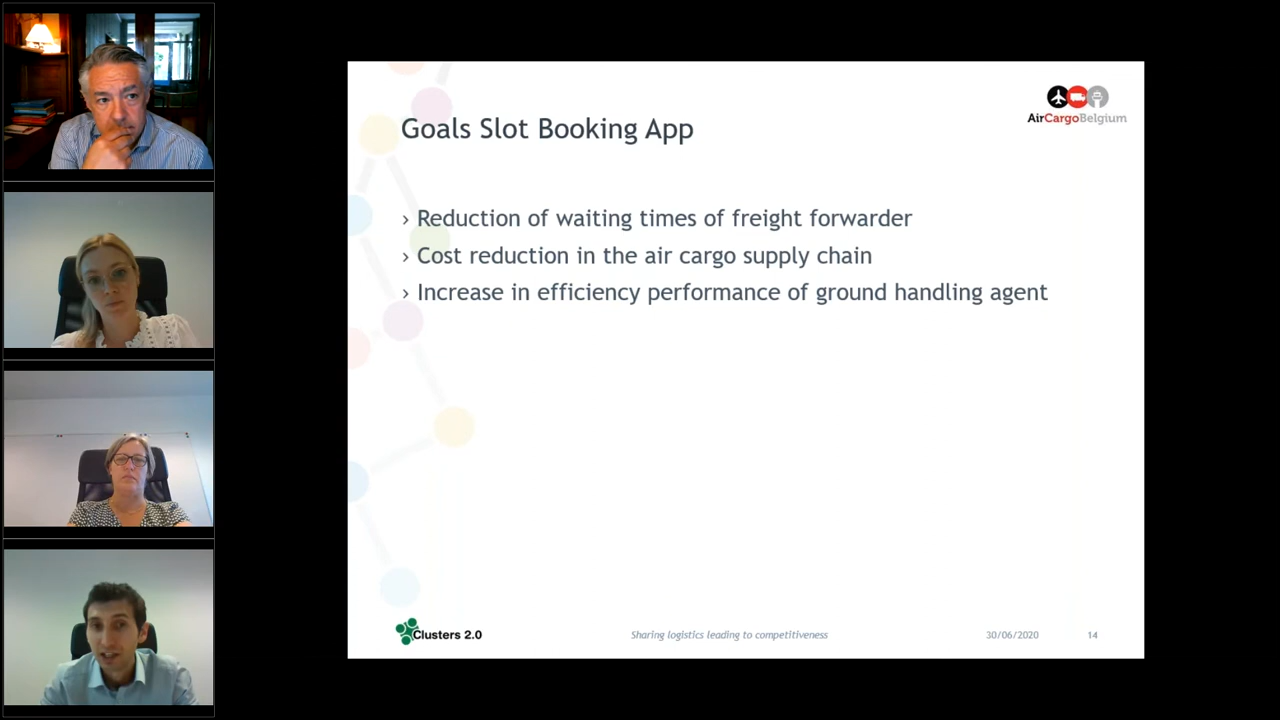 Goals Slot Booking App
AirCargoBelgium
› Reduction of waiting times of freight forwarder
› Cost reduction in the air cargo supply chain
› Increase in efficiency performance of ground handling agent
Clusters 2.0
Sharing logistics leading to competitiveness
30/06/2020
14